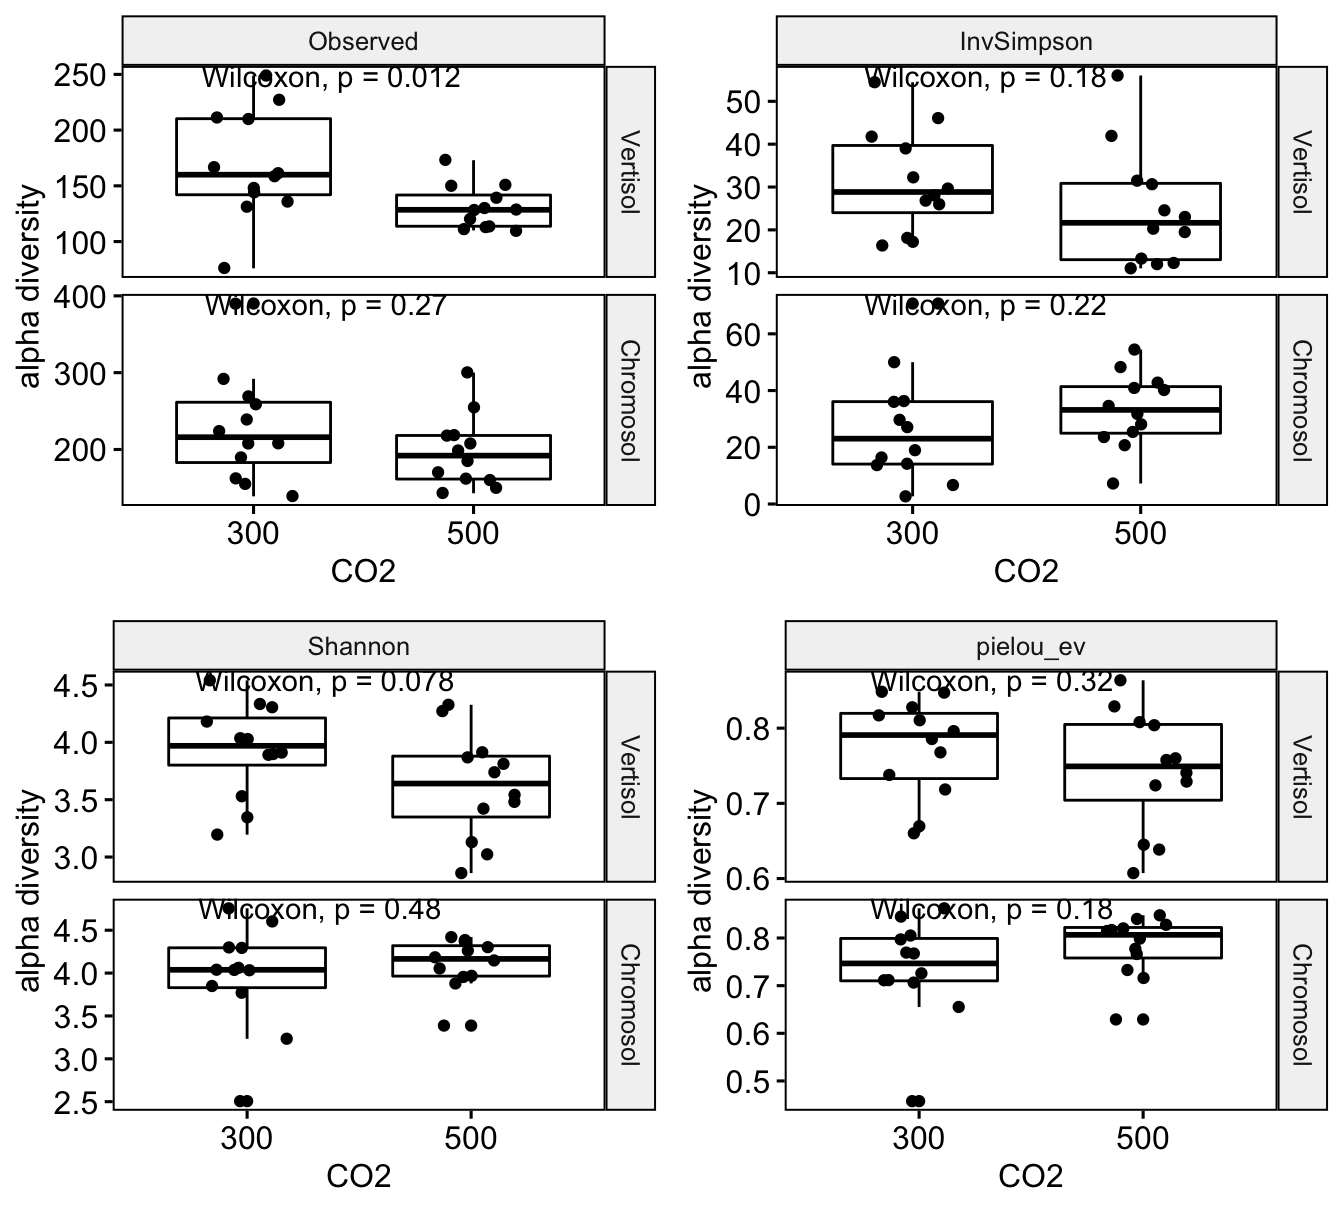 Observed
Wilcoxon, p = 0.012
250
200
150
100
Vertisol
Wilcoxon, p = 0.27
400
300
200
Chromosol
alpha diversity
300 500
CO2
InvSimpson
Wilcoxon, p = 0.18
50
40
30
20
10
Vertisol
Wilcoxon, p = 0.22
60
40
20
0
Chromosol
alpha diversity
300 500
CO2
Shannon
Wilcoxon, p = 0.078
4.5
4.0
3.5
3.0
Vertisol
Wilcoxon, p = 0.48
4.5
4.0
3.5
3.0
2.5
Chromosol
alpha diversity
300 500
CO2
pielou_ev
Wilcoxon, p = 0.32
0.8
0.7
0.6
Vertisol
Wilcoxon, p = 0.18
0.8
0.7
0.6
0.5
Chromosol
alpha diversity
300 500
CO2